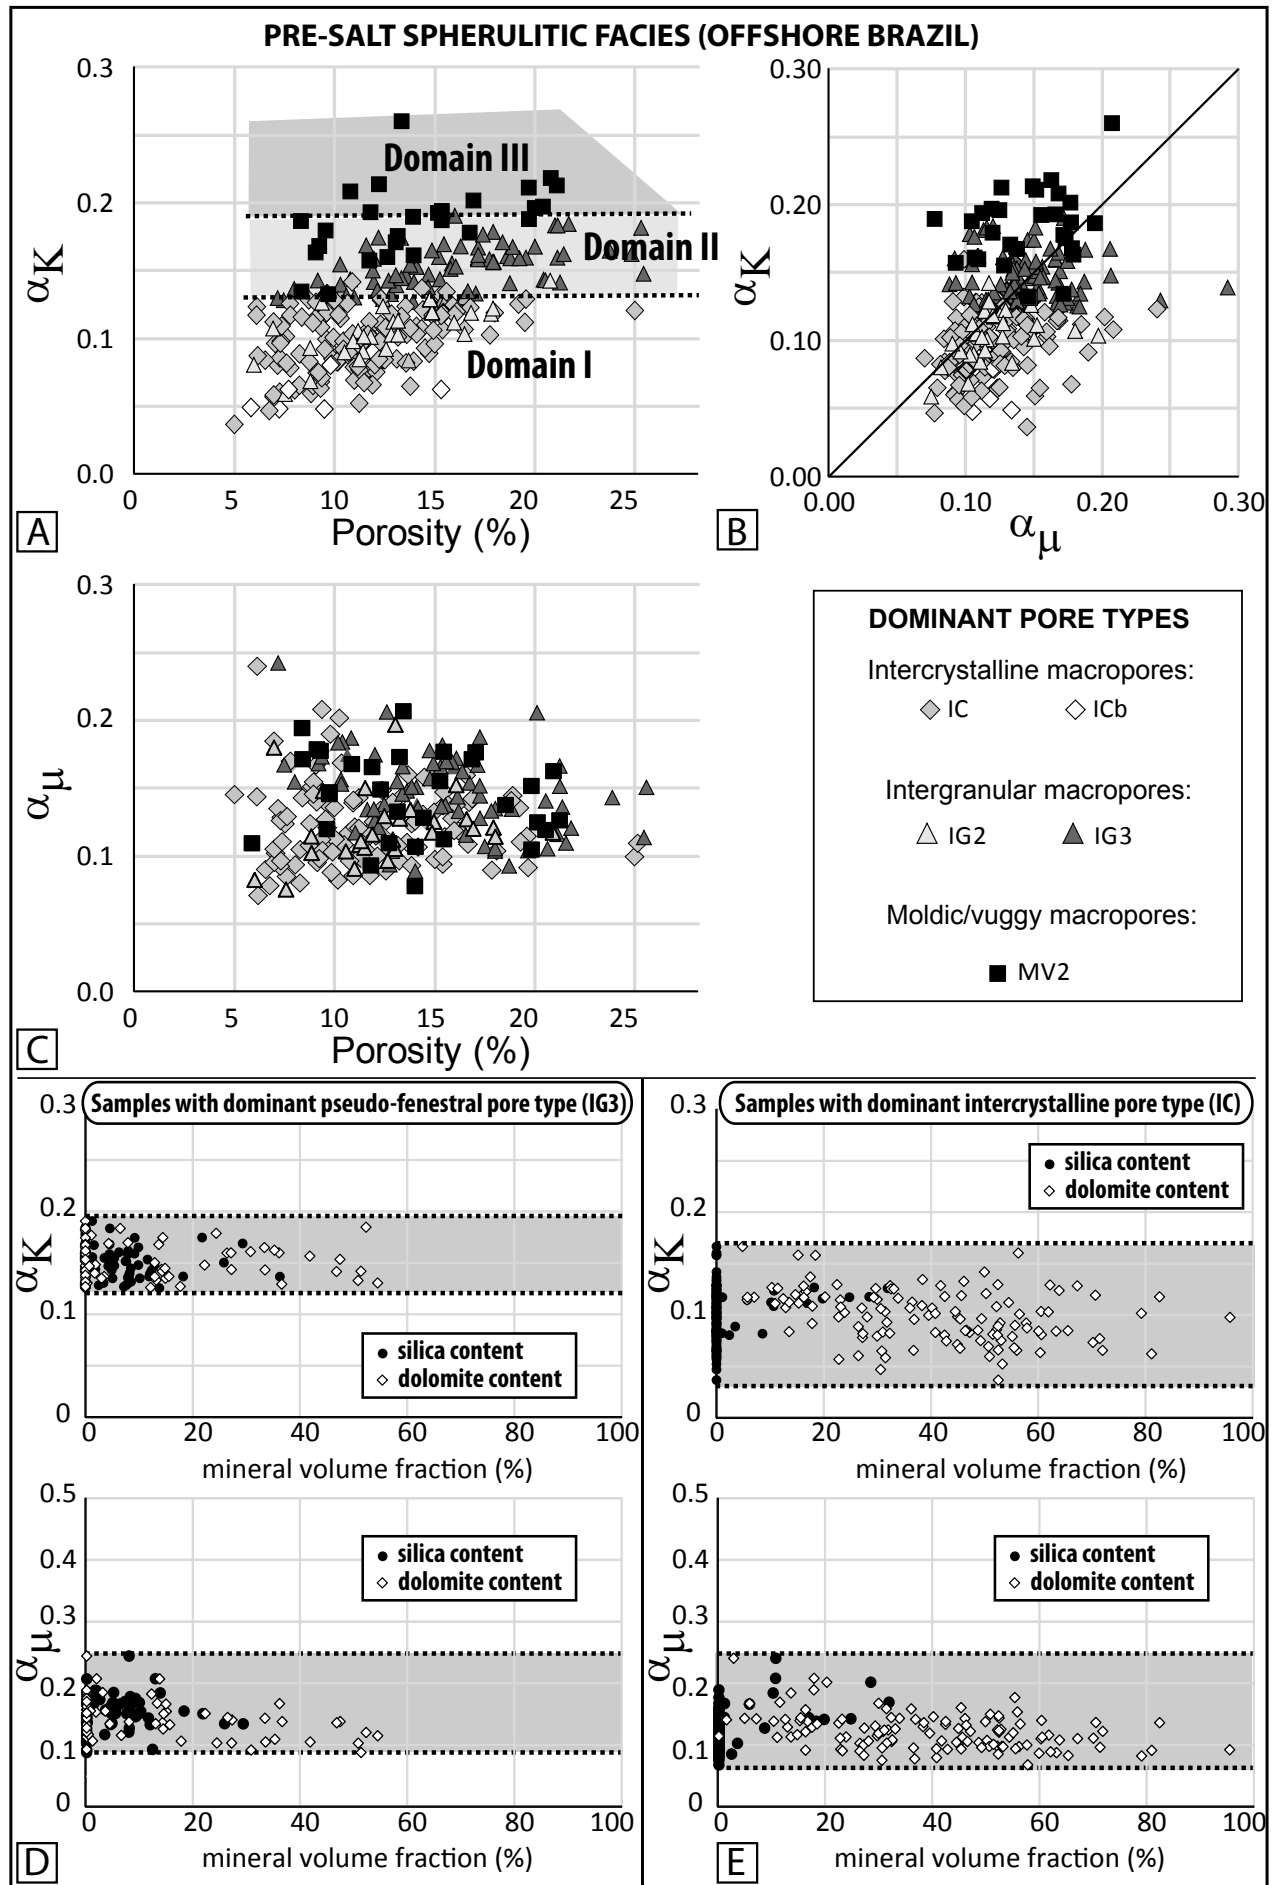 PRE-SALT SPHERULITIC FACIES (OFFSHORE BRAZIL)
0.3
0.2
0.1
0.0
αK
Domain III
Domain II
Domain I
0 5 10 15 20 25
Porosity (%)
A
0.30
0.20
0.10
0.00
αK
0.00 0.10 0.20 0.30
αμ
B
0.3
0.2
0.1
0.0
αμ
0 5 10 15 20 25
Porosity (%)
C
DOMINANT PORE TYPES
Intercrystalline macropores:
IC ICb
Intergranular macropores:
IG2 IG3
Moldic/vuggy macropores:
MV2
Samples with dominant pseudo-fenestral pore type (IG3)
0.3
0.2
0.1
0
αK
silica content
dolomite content
0 20 40 60 80 100
mineral volume fraction (%)
0.5
0.4
0.3
0.2
0.1
0
αμ
silica content
dolomite content
0 20 40 60 80 100
mineral volume fraction (%)
D
Samples with dominant intercrystalline pore type (IC)
0.3
0.2
0.1
0
αK
silica content
dolomite content
0 20 40 60 80 100
mineral volume fraction (%)
0.5
0.4
0.3
0.2
0.1
0
αμ
silica content
dolomite content
0 20 40 60 80 100
mineral volume fraction (%)
E